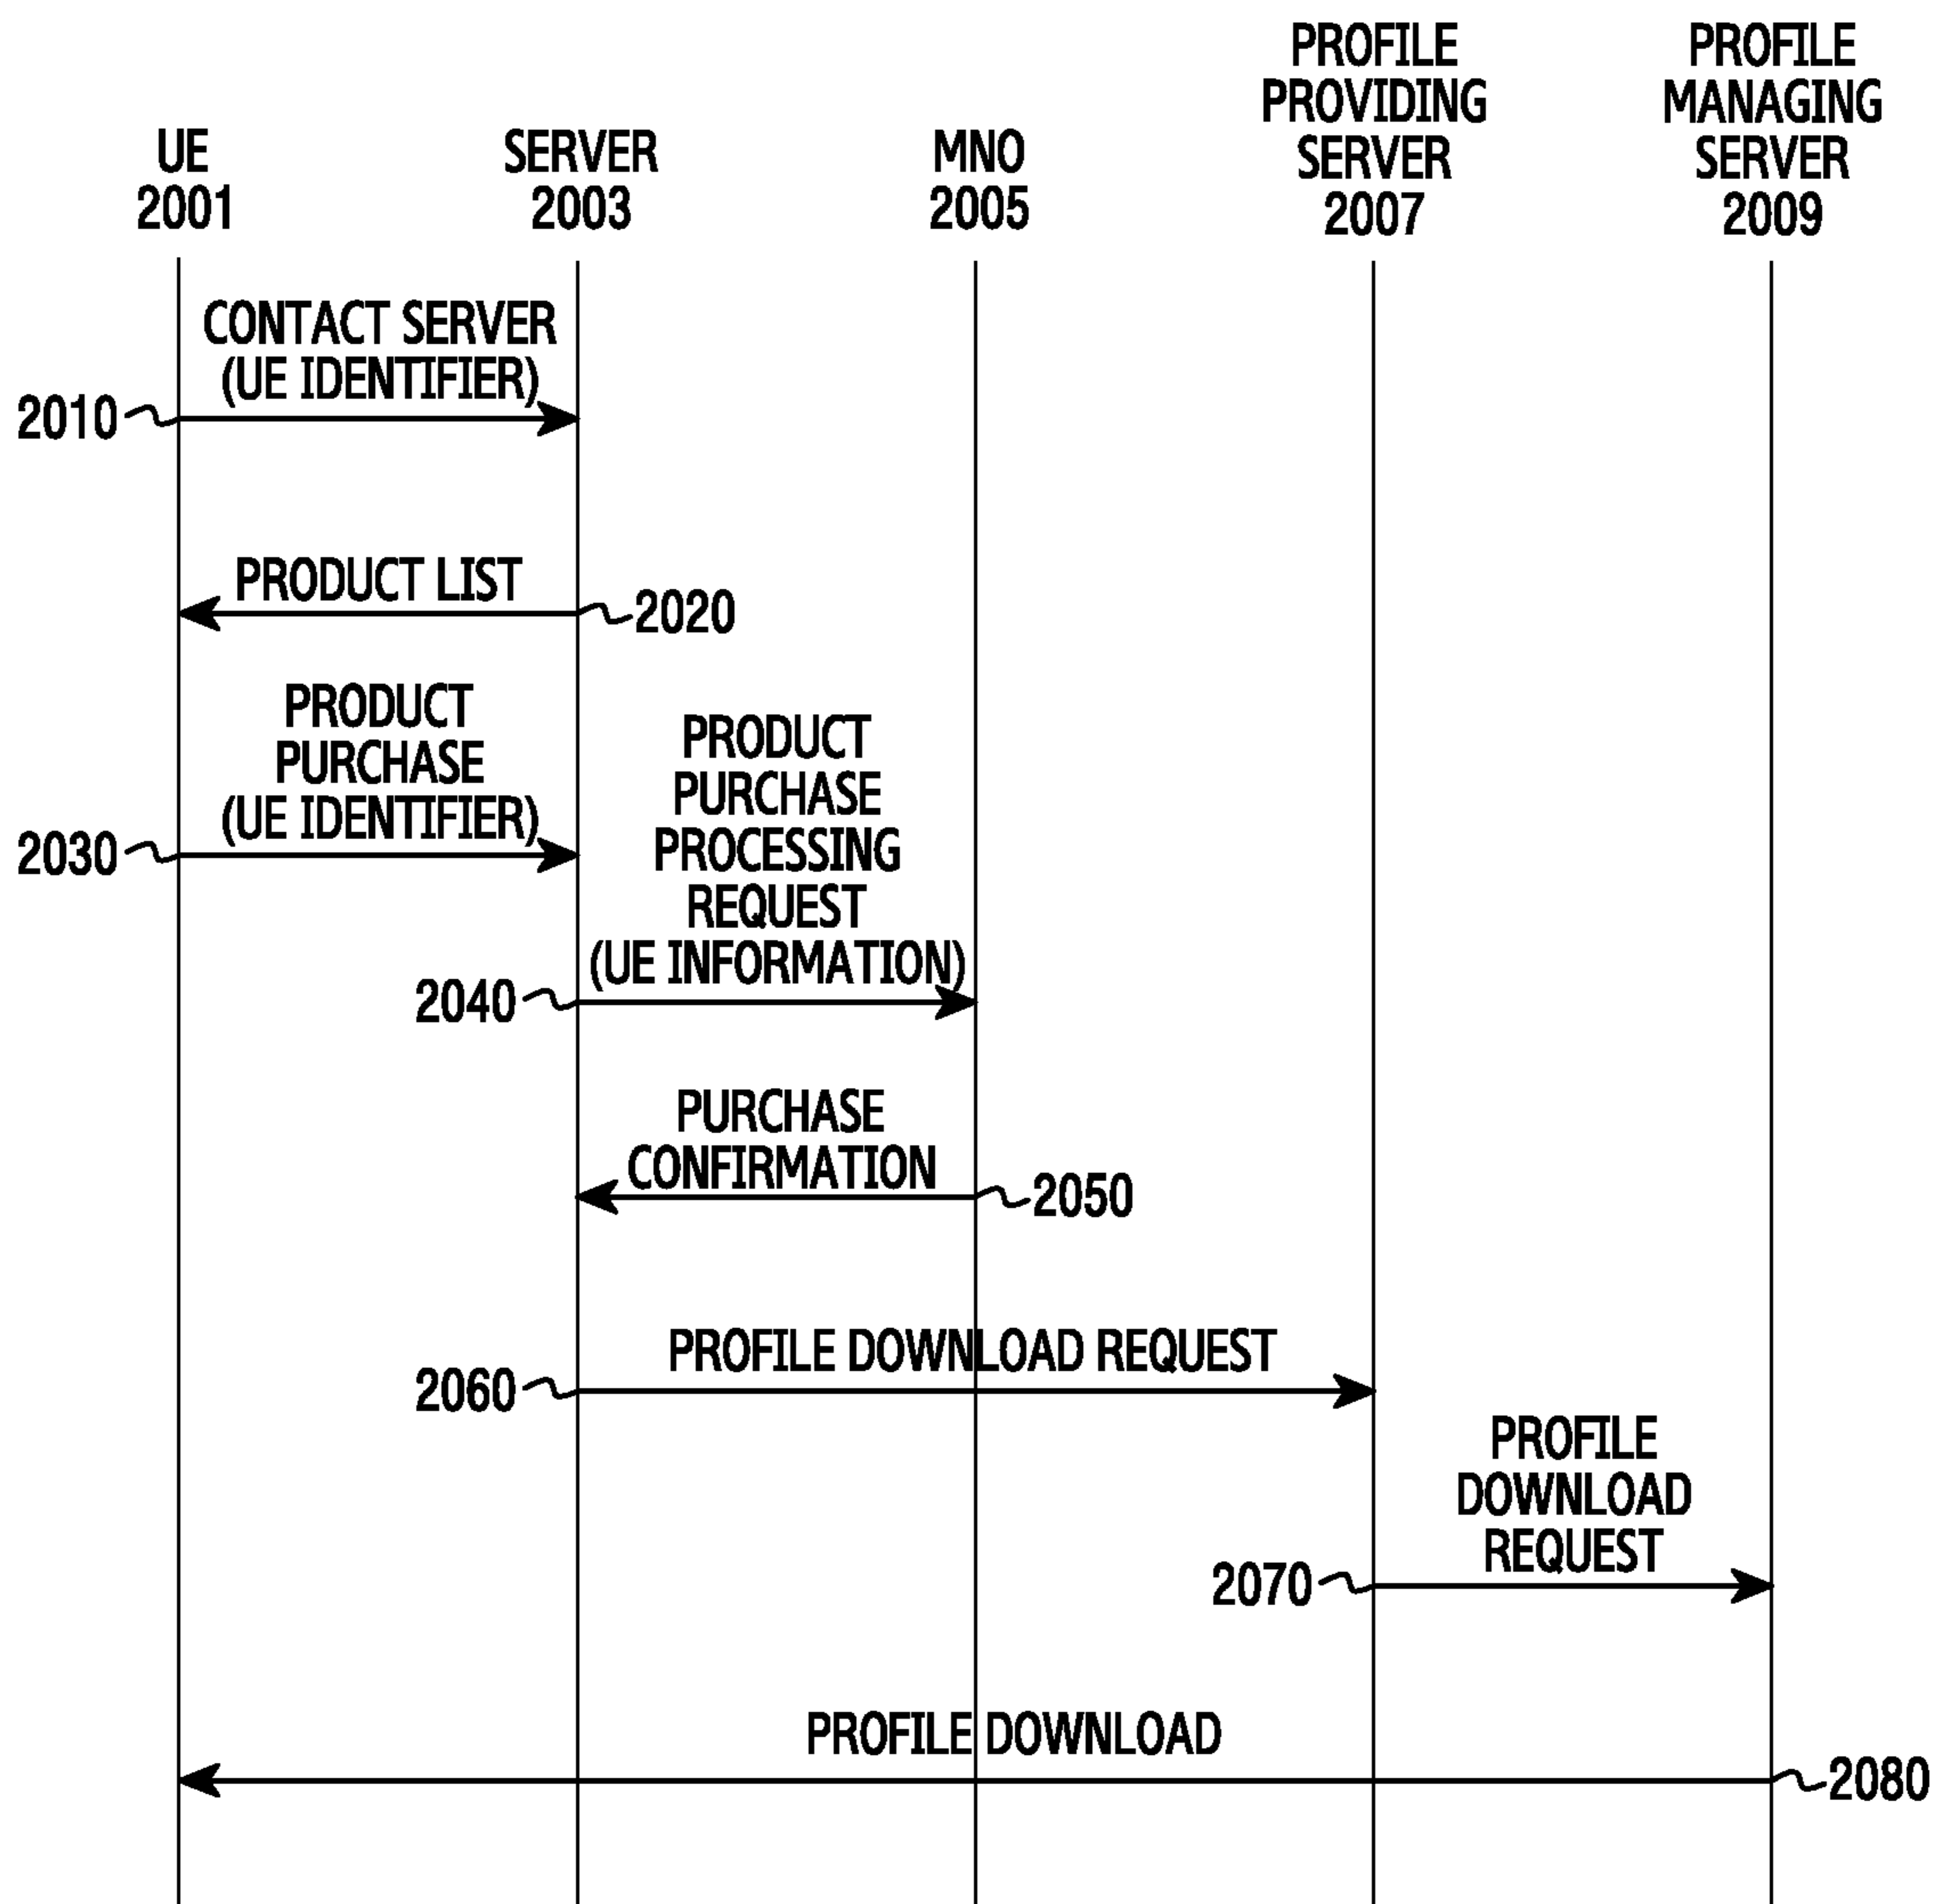 UE
2001
SERVER
2003
MNO
2005
PROFILE
PROVIDING
SERVER
2007
PROFILE
MANAGING
SERVER
2009
CONTACT SERVER
(UE IDENTIFIER)
2010
PRODUCT LIST
2020
PRODUCT
PURCHASE
(UE IDENTIFIER)
2030
PRODUCT
PURCHASE
PROCESSING
REQUEST
(UE INFORMATION)
2040
PURCHASE
CONFIRMATION
2050
PROFILE DOWNLOAD REQUEST
2060
PROFILE
DOWNLOAD
REQUEST
2070
PROFILE DOWNLOAD
2080